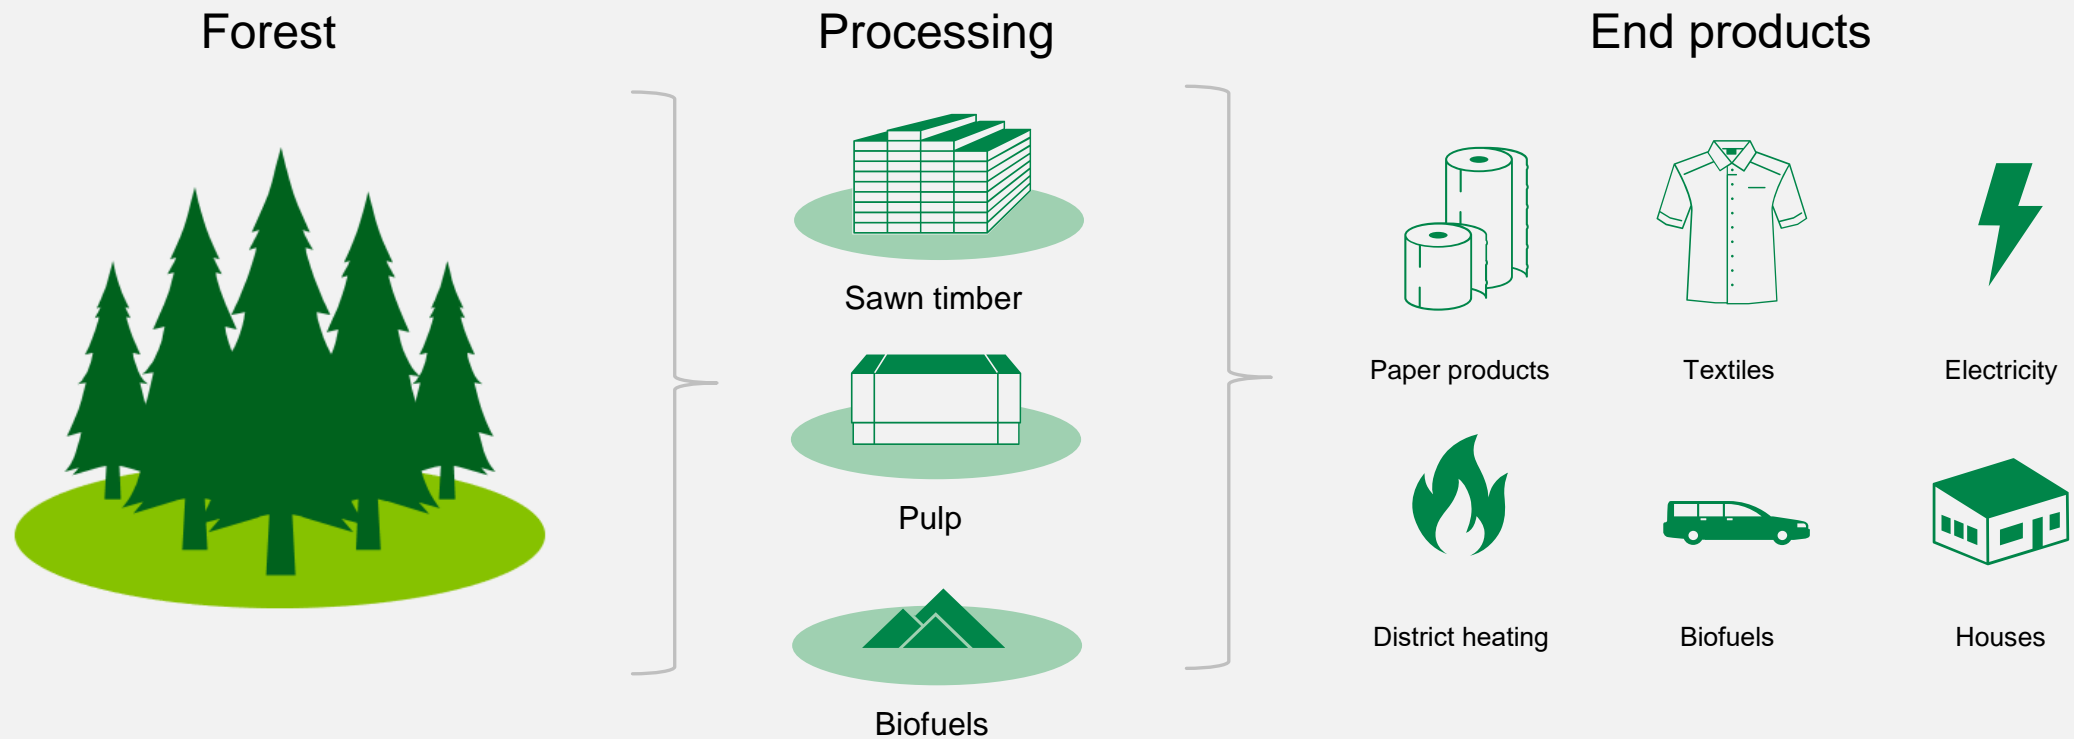 Forest
Processing
End products
Sawn timber
Pulp
Biofuels
Paper products
Textiles
Electricity
District heating
Biofuels
Houses